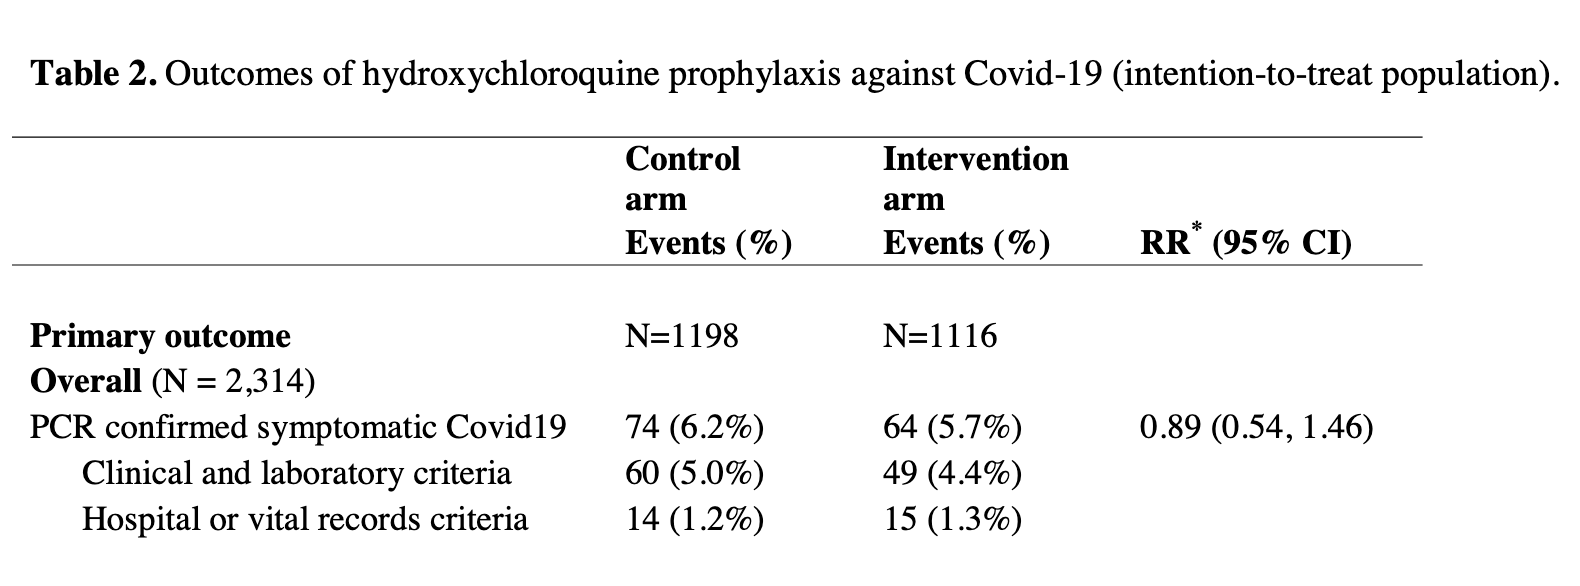 Table 2. Outcomes of hydroxychloroquine prophylaxis against Covid-19 (intention-to-treat population).
Control arm Events (%) Intervention arm Events (%) RR* (95% CI)
Primary outcome N=1198 N=1116
Overall (N = 2,314)
PCR confirmed symptomatic Covid19 74 (6.2%) 64 (5.7%) 0.89 (0.54, 1.46)
Clinical and laboratory criteria 60 (5.0%) 49 (4.4%)
Hospital or vital records criteria 14 (1.2%) 15 (1.3%)